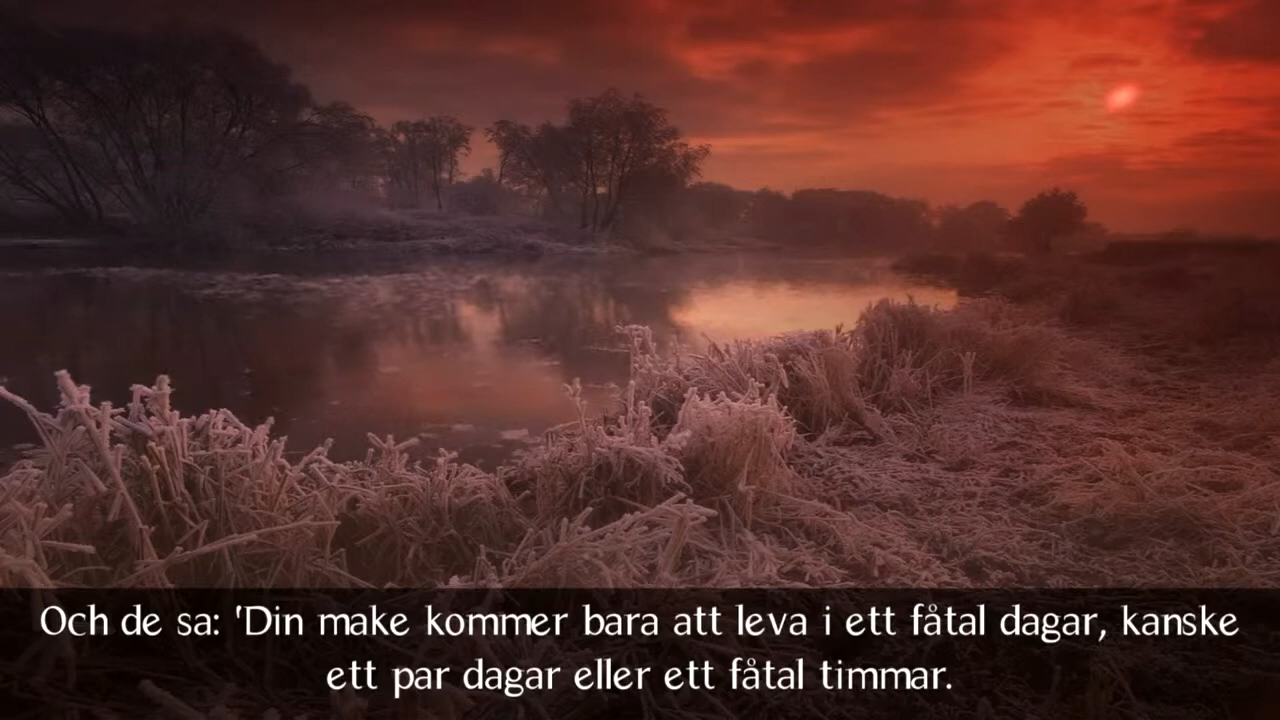 Och de sa: 'Din make kommer bara att leva i ett fåtal dagar, kanske
ett par dagar eller ett fåtal timmar.